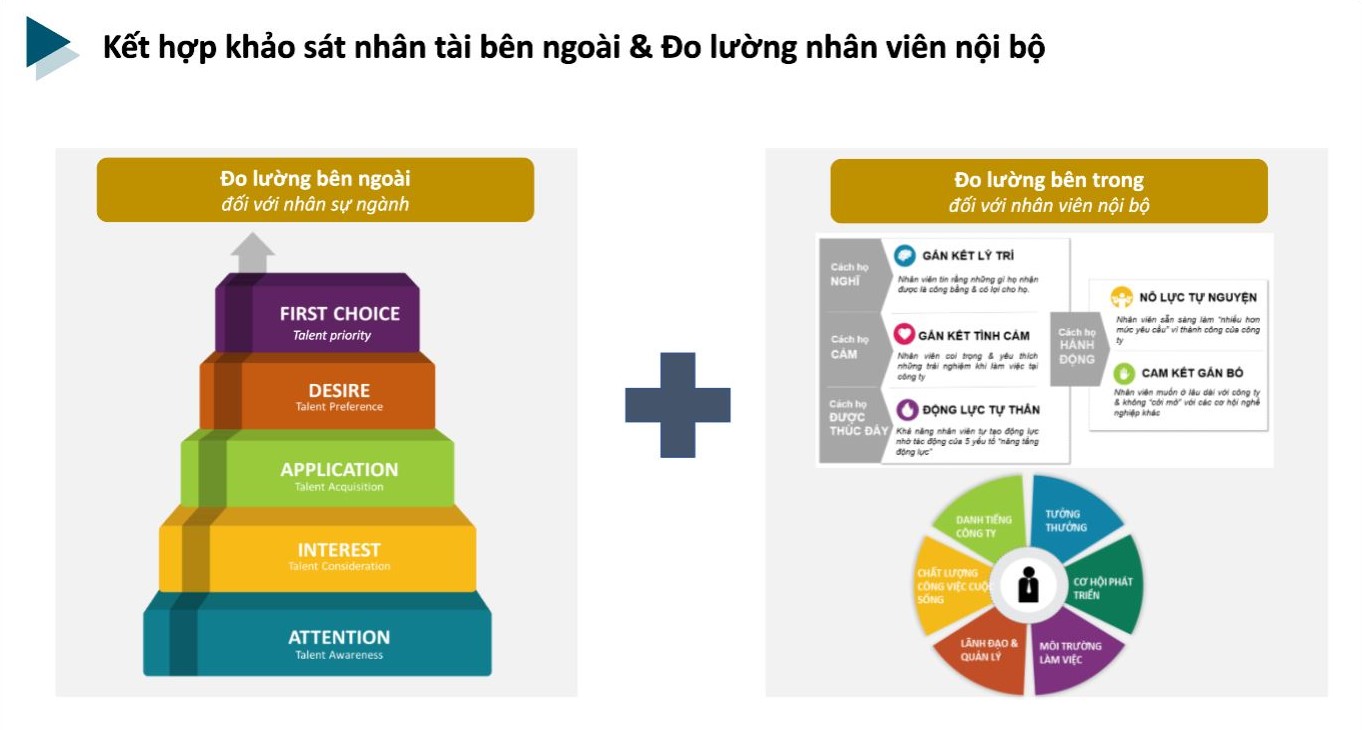 Kết hợp khảo sát nhân tài bên ngoài & Đo lường nhân viên nội bộ
Đo lường bên ngoài
đối với nhân sự ngành
FIRST CHOICE
Talent priority
DESIRE
Talent Preference
APPLICATION
Talent Acquisition
INTEREST
Talent Consideration
ATTENTION
Talent Awareness
Đo lường bên trong
đối với nhân viên nội bộ
Cách họ
NGHĨ
GẮN KẾT LÝ TRÍ
Nhân viên tin rằng những gì họ nhận
được là công bằng & có lợi cho họ.
Cách họ
CẢM
GẮN KẾT TÌNH CẢM
Nhân viên coi trọng & yêu thích
những trải nghiệm khi làm việc tại
công ty
Cách họ
ĐƯỢC
THÚC ĐẨY
ĐỘNG LỰC TỰ THÂN
Khả năng nhân viên tự tạo động lực
nhờ tác động của 5 yếu tố "năng tầng
động lực"
Cách họ
HÀNH
ĐỘNG
NỖ LỰC TỰ NGUYỆN
Nhân viên sẵn sàng làm "nhiều hơn
mức yêu cầu" vì thành công của công
ty
CAM KẾT GẮN BÓ
Nhân viên muốn ở lâu dài với công ty
& không "cởi mở" với các cơ hội nghề
nghiệp khác
DANH TIẾNG
CÔNG TY
TƯỞNG
THƯỞNG
CHẤT LƯỢNG
CÔNG VIỆC CUỘC
SỐNG
CƠ HỘI PHÁT
TRIỂN
LÃNH ĐẠO &
QUẢN LÝ
MÔI TRƯỜNG
LÀM VIỆC